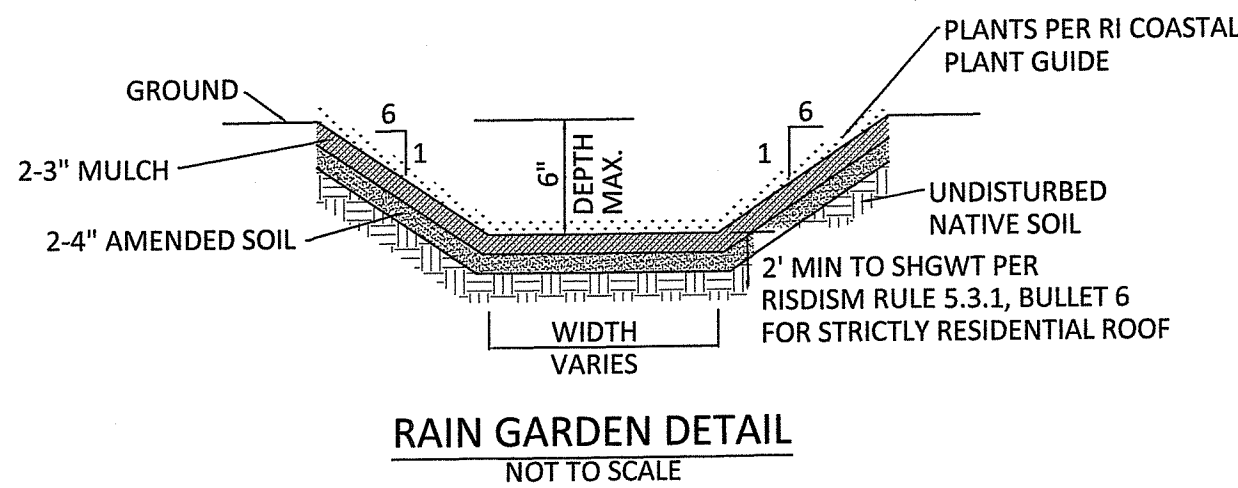 PLANTS PER RI COASTAL
PLANT GUIDE
GROUND
6
1
6"
DEPTH
MAX.
6
1
2-3" MULCH
2-4" AMENDED SOIL
UNDISTURBED
NATIVE SOIL
2' MIN TO SHGWT PER
RISDISM RULE 5.3.1, BULLET 6
FOR STRICTLY RESIDENTIAL ROOF
WIDTH
VARIES
RAIN GARDEN DETAIL
NOT TO SCALE